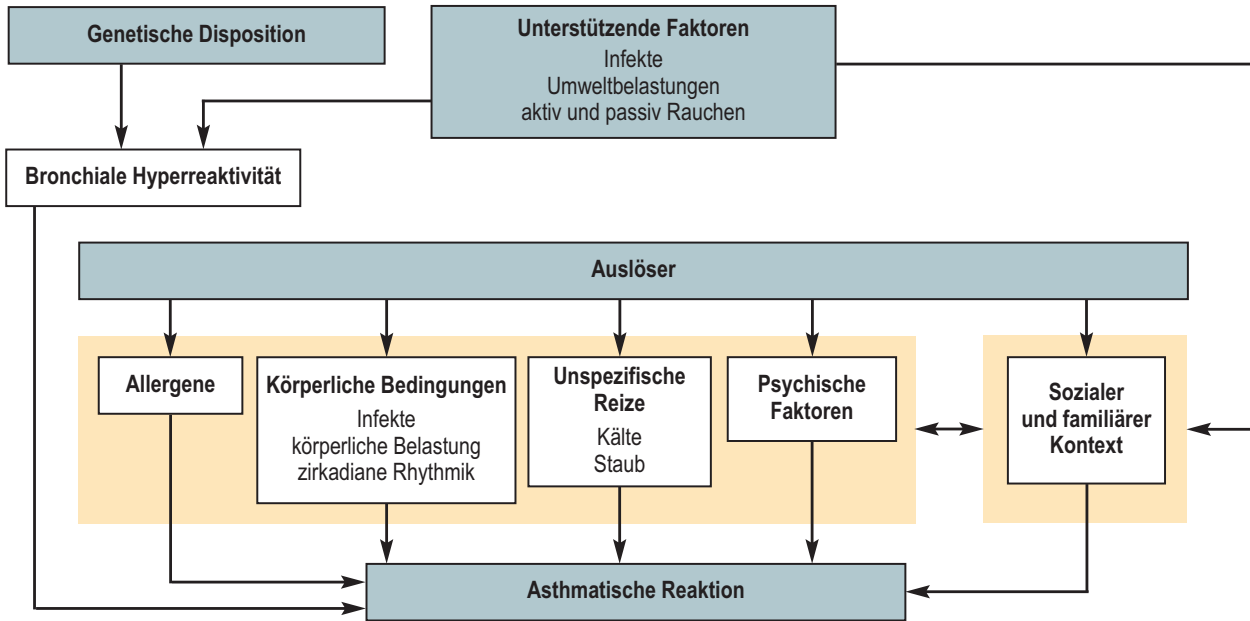 Genetische Disposition
Unterstützende Faktoren
Infekte
Umweltbelastungen
aktiv und passiv Rauchen
Bronchiale Hyperreaktivität
Auslöser
Allergene
Körperliche Bedingungen
Infekte
körperliche Belastung
zirkadiane Rhythmik
Unspezifische
Reize
Kälte
Staub
Psychische
Faktoren
Sozialer
und familiärer
Kontext
Asthmatische Reaktion